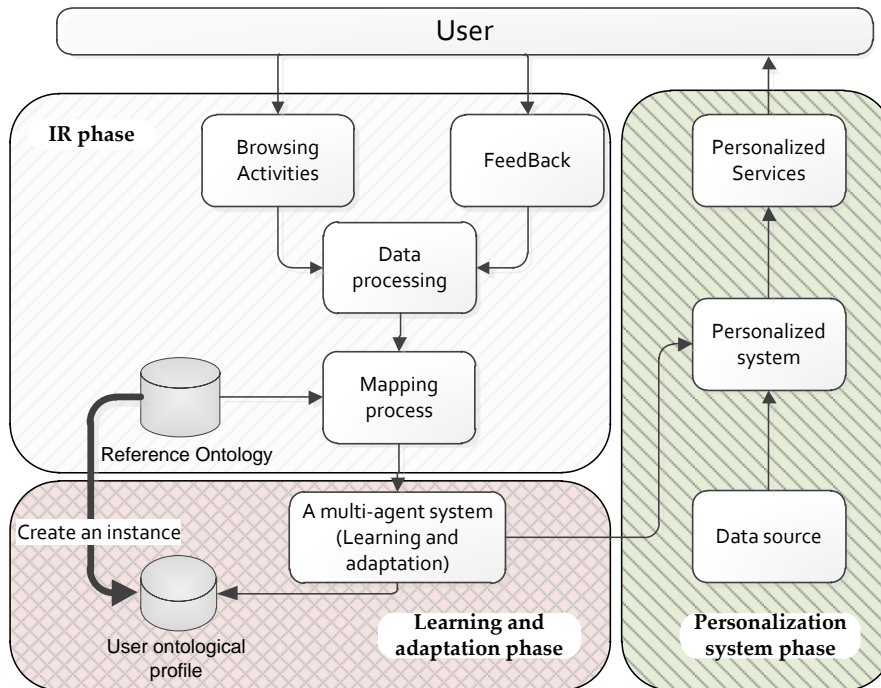 User
IR phase
Browsing
Activities
FeedBack
Personalized
Services
Data
processing
Personalized
system
Mapping
process
Reference Ontology
A multi-agent system
(Learning and
adaptation)
Data source
Create an instance
User ontological
profile
Learning and
adaptation phase
Personalization
system phase